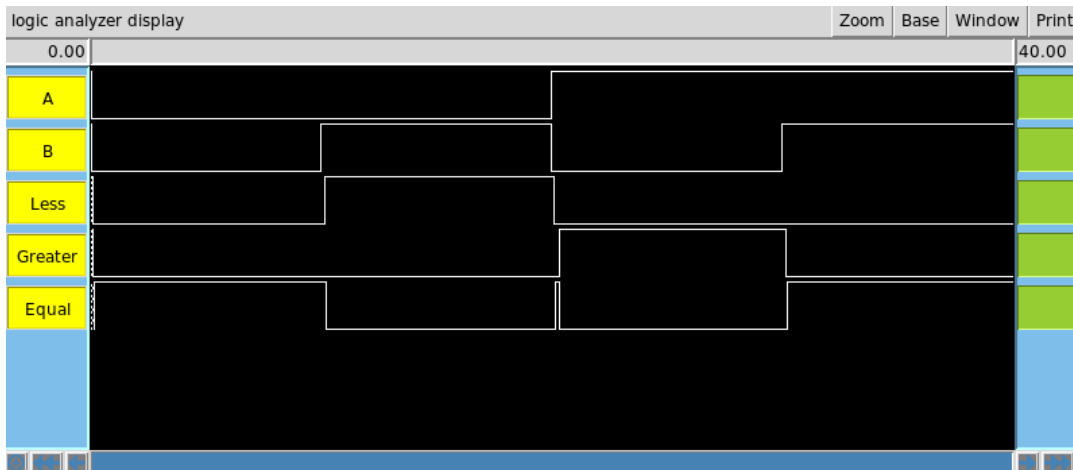 logic analyzer display Zoom Base Window Print
0.00 40.00
A
B
Less
Greater
Equal